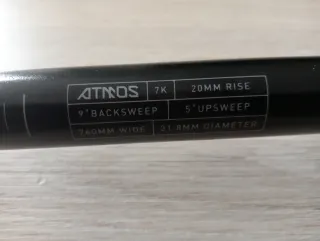 ATMOS 7K 20MM RISE
9°BACKSWEEP 5°UPSWEEP
760MM WIDE 31.8MM DIAMETER